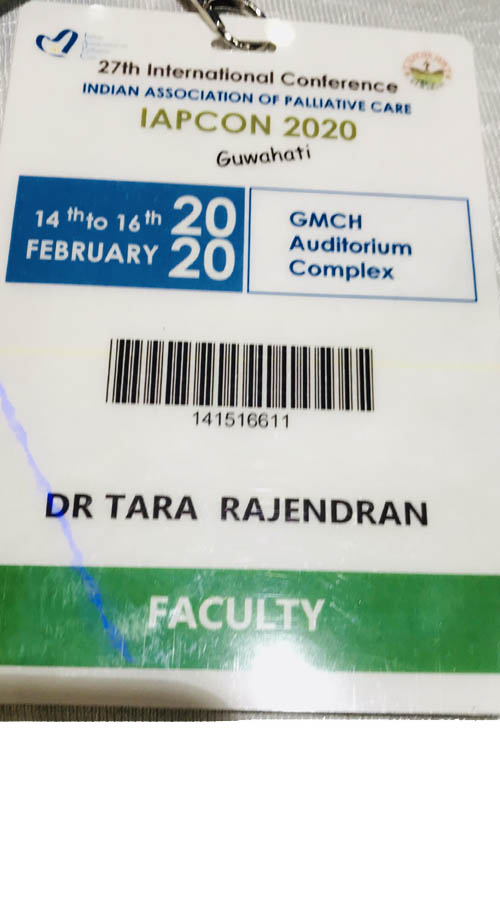 27th International Conference
INDIAN ASSOCIATION OF PALLIATIVE CARE
IAPCON 2020
Guwahati
14 th to 16 th
FEBRUARY
20
20
GMCH
Auditorium
Complex
141516611
DR TARA RAJENDRAN
FACULTY